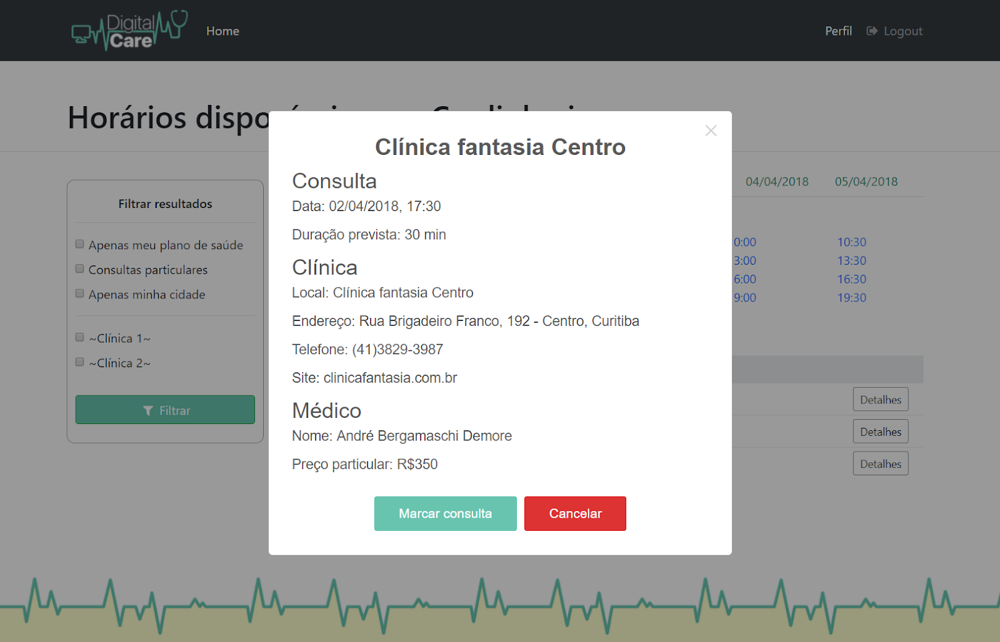 Digital
Care
Home
Perfil
Logout
Horários
Clínica fantasia Centro
Consulta
Data: 02/04/2018, 17:30
Duração prevista: 30 min
Clínica
Local: Clínica fantasia Centro
Endereço: Rua Brigadeiro Franco, 192 - Centro, Curitiba
Telefone: (41)3829-3987
Site: clinicafantasia.com.br
Médico
Nome: André Bergamaschi Demore
Preço particular: R$350
Marcar consulta
Cancelar
Filtrar resultados
Apenas meu plano de saúde
Consultas particulares
Apenas minha cidade
~Clínica 1~
~Clínica 2~
Filtrar
04/04/2018 05/04/2018
0:00 10:30
3:00 13:30
6:00 16:30
9:00 19:30
Detalhes
Detalhes
Detalhes